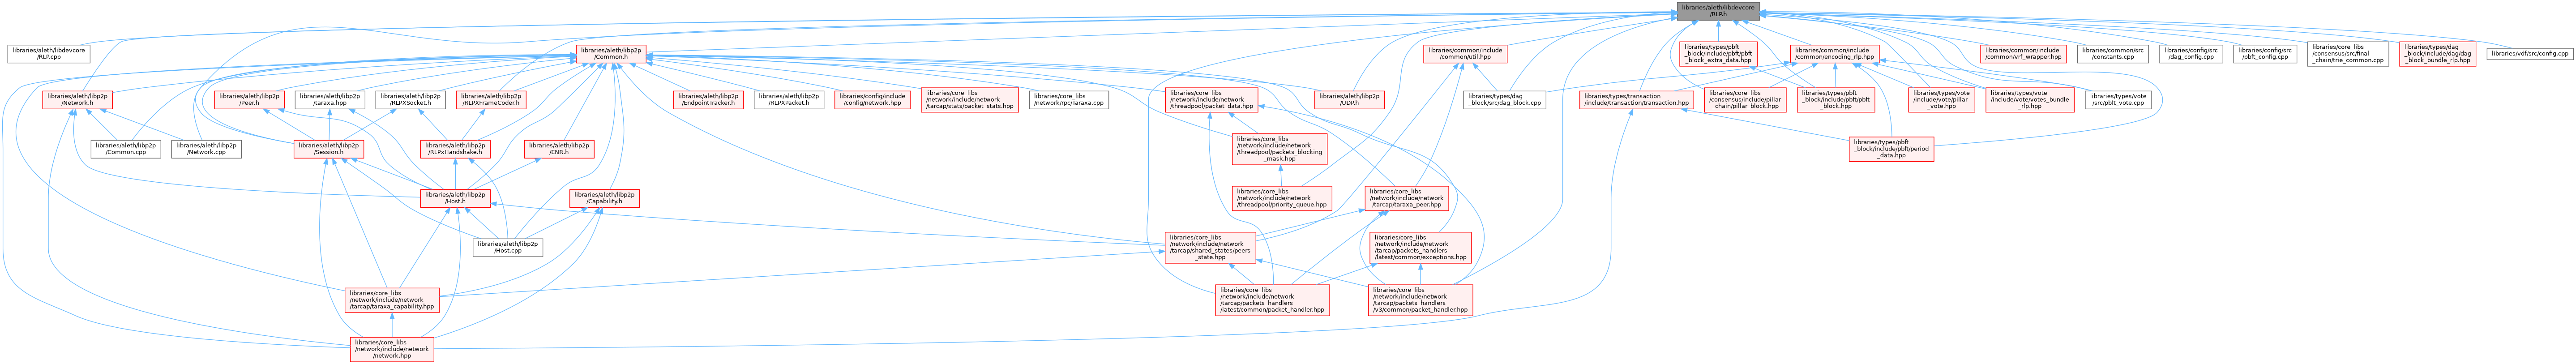 libraries/aleth/libdevcore
/RLP.h
libraries/aleth/libdevcore
/RLP.cpp
libraries/aleth/libp2p
/Common.h
libraries/common/include
/common/util.hpp
libraries/types/pbft
_block/include/pbft/pbft
_block_extra_data.hpp
libraries/common/include
/common/encoding_rlp.hpp
libraries/common/include
/common/vrf_wrapper.hpp
libraries/common/src
/constants.cpp
libraries/config/src
/dag_config.cpp
libraries/config/src
/pbft_config.cpp
libraries/core_libs
/consensus/src/final
_chain/trie_common.cpp
libraries/types/dag
_block/include/dag/dag
_block_bundle_rlp.hpp
libraries/vdf/src/config.cpp
libraries/aleth/libp2p
/Network.h
libraries/aleth/libp2p
/Peer.h
libraries/aleth/libp2p
/taraxa.hpp
libraries/aleth/libp2p
/RLPXSocket.h
libraries/aleth/libp2p
/RLPXFrameCoder.h
libraries/aleth/libp2p
/EndpointTracker.h
libraries/aleth/libp2p
/RLPXPacket.h
libraries/config/include
/config/network.hpp
libraries/core_libs
/network/include/network
/tarcap/stats/packet_stats.hpp
libraries/core_libs
/network/rpc/Taraxa.cpp
libraries/core_libs
/network/include/network
/threadpool/packet_data.hpp
libraries/aleth/libp2p
/UDP.h
libraries/types/dag
_block/src/dag_block.cpp
libraries/types/transaction
/include/transaction/transaction.hpp
libraries/core_libs
/consensus/include/pillar
_chain/pillar_block.hpp
libraries/types/pbft
_block/include/pbft/pbft
_block.hpp
libraries/types/vote
/include/vote/pillar
_vote.hpp
libraries/types/vote
/include/vote/votes_bundle
_rlp.hpp
libraries/types/vote
/src/pbft_vote.cpp
libraries/aleth/libp2p
/Common.cpp
libraries/aleth/libp2p
/Network.cpp
libraries/aleth/libp2p
/Session.h
libraries/aleth/libp2p
/RLPxHandshake.h
libraries/aleth/libp2p
/ENR.h
libraries/core_libs
/network/include/network
/threadpool/packets_blocking
_mask.hpp
libraries/types/pbft
_block/include/pbft/period
_data.hpp
libraries/aleth/libp2p
/Host.h
libraries/aleth/libp2p
/Capability.h
libraries/core_libs
/network/include/network
/threadpool/priority_queue.hpp
libraries/core_libs
/network/include/network
/tarcap/taraxa_peer.hpp
libraries/aleth/libp2p
/Host.cpp
libraries/core_libs
/network/include/network
/tarcap/shared_states/peers
_state.hpp
libraries/core_libs
/network/include/network
/tarcap/packets_handlers
/latest/common/exceptions.hpp
libraries/core_libs
/network/include/network
/tarcap/taraxa_capability.hpp
libraries/core_libs
/network/include/network
/tarcap/packets_handlers
/latest/common/packet_handler.hpp
libraries/core_libs
/network/include/network
/tarcap/packets_handlers
/v3/common/packet_handler.hpp
libraries/core_libs
/network/include/network
/network.hpp